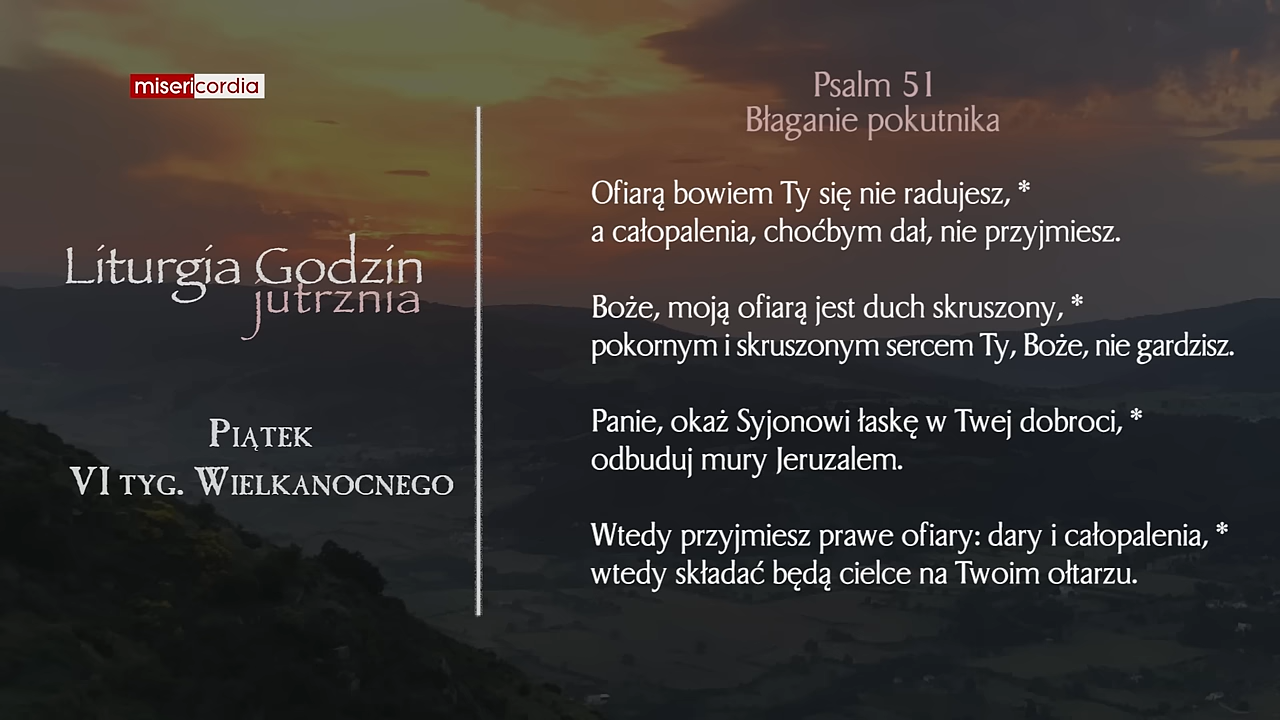 misericordia
Liturgia Godzin
jutrznia
Piątek
VI tyg. Wielkanocnego
Psalm 51
Błaganie pokutnika
Ofiarą bowiem Ty się nie radujesz, *
a całopalenia, choćbym dał, nie przyjmiesz.
Boże, moją ofiarą jest duch skruszony, *
pokornym i skruszonym sercem Ty, Boże, nie gardzisz.
Panie, okaż Syjonowi łaskę w Twej dobroci, *
odbuduj mury Jeruzalem.
Wtedy przyjmiesz prawe ofiary: dary i całopalenia, *
wtedy składać będą cielce na Twoim ołtarzu.